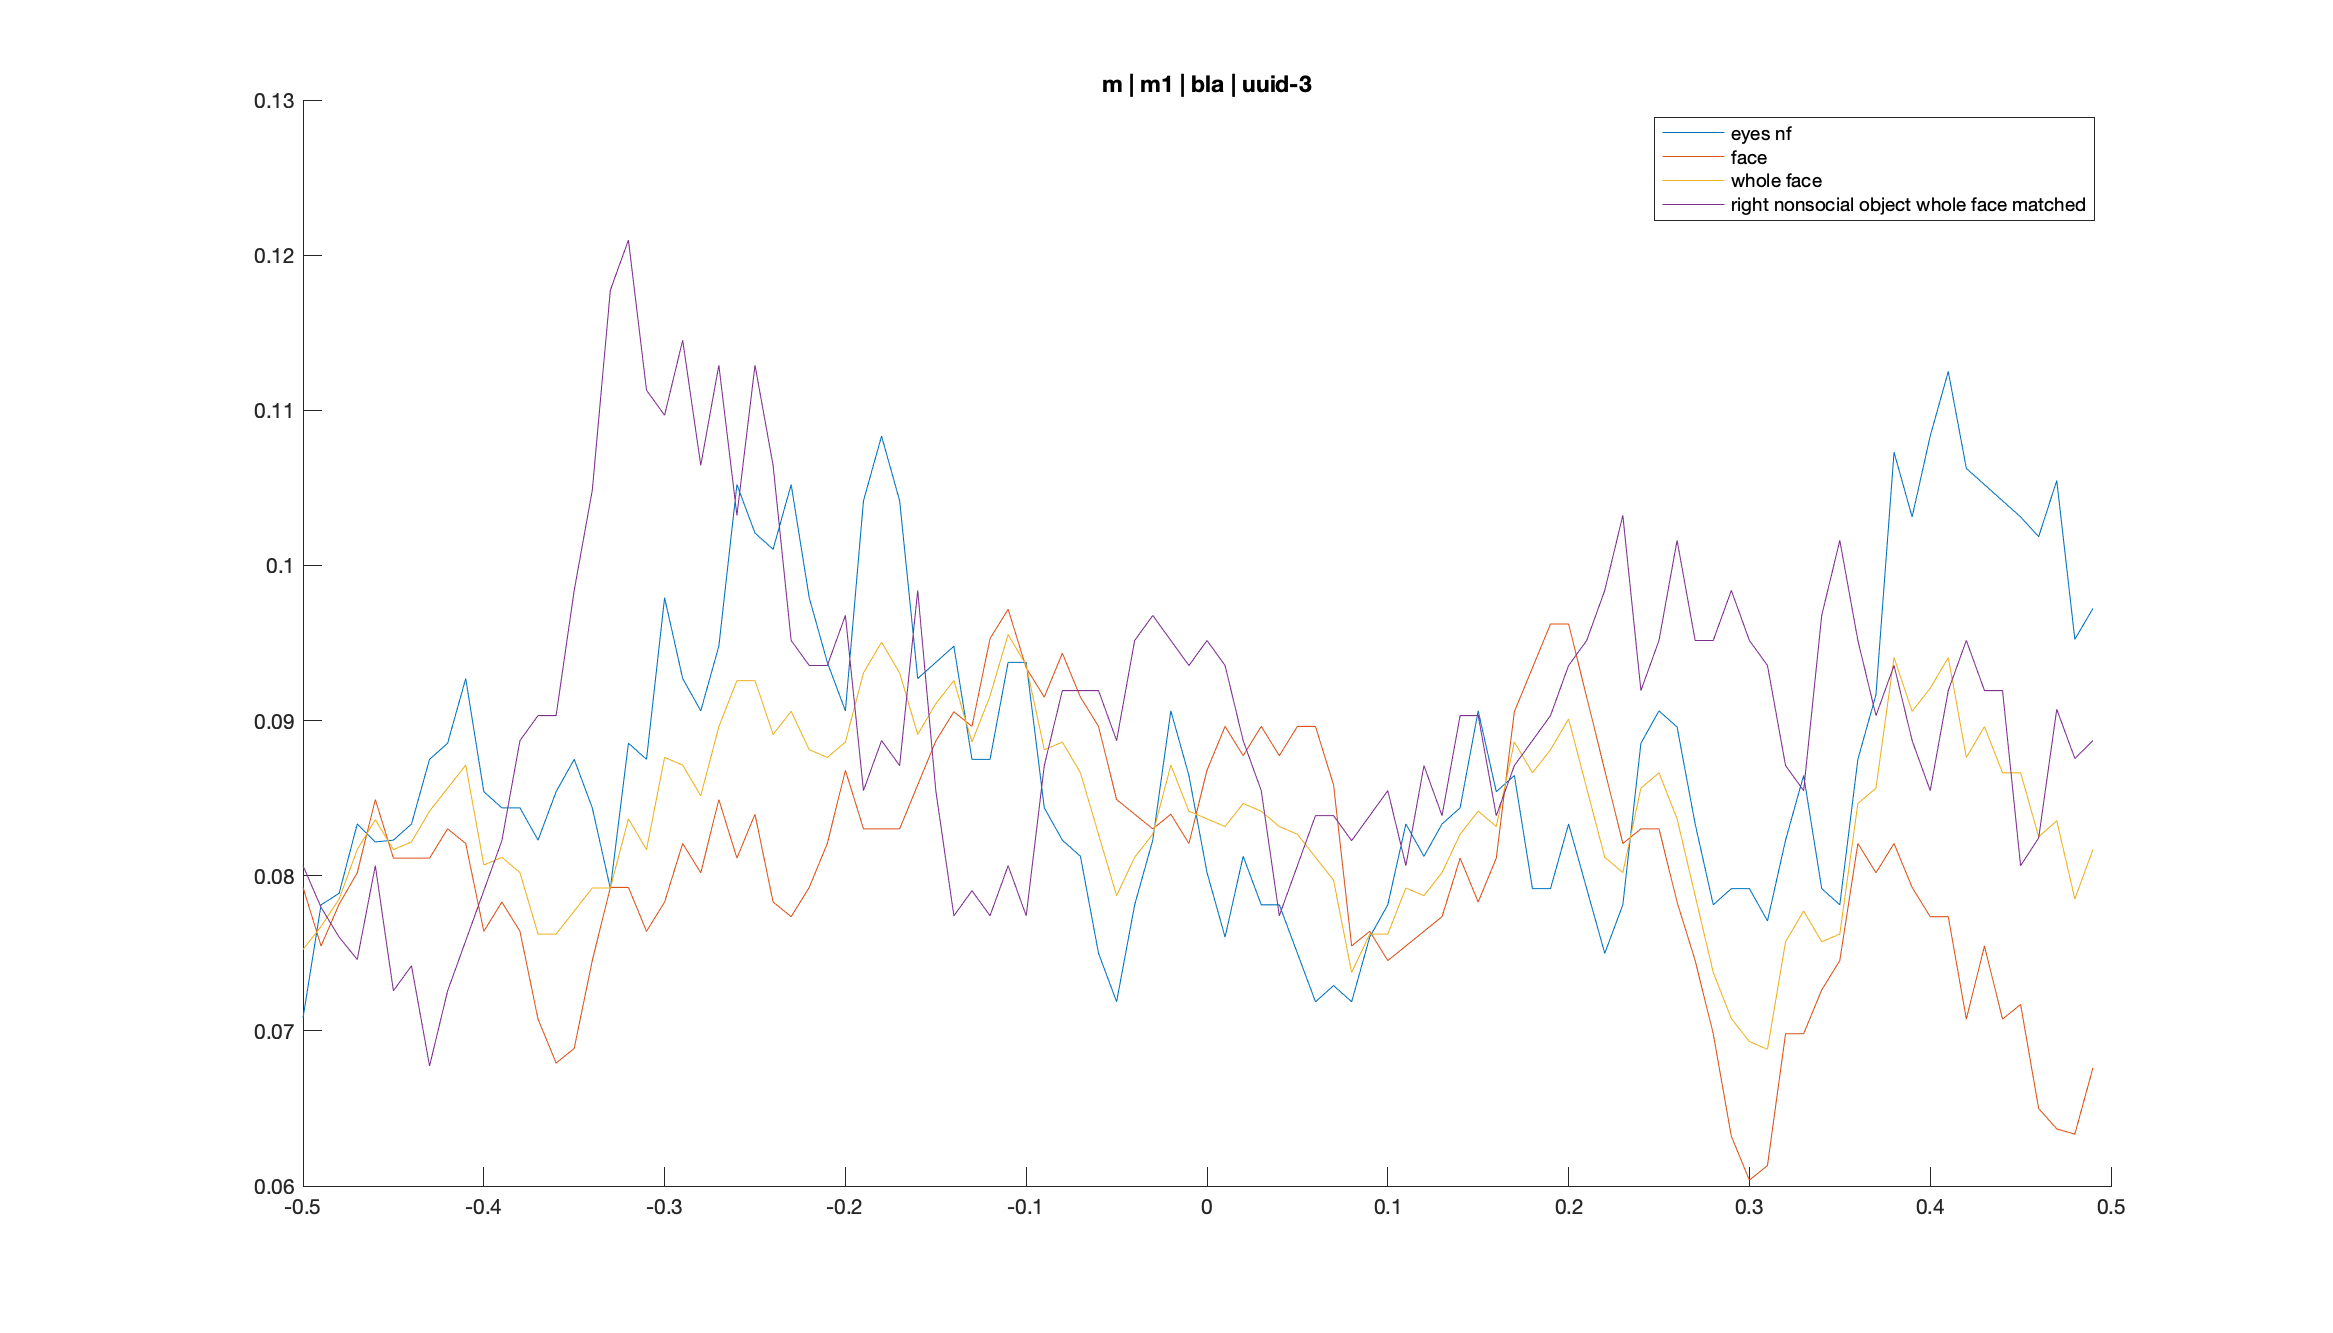 m | m1 | bla | uuid-3
0.13
eyes nf
face
whole face
right nonsocial object whole face matched
0.12
0.11
0.1
0.09
0.08
0.07
0.06
-0.5 -0.4 -0.3 -0.2 -0.1 0 0.1 0.2 0.3 0.4 0.5